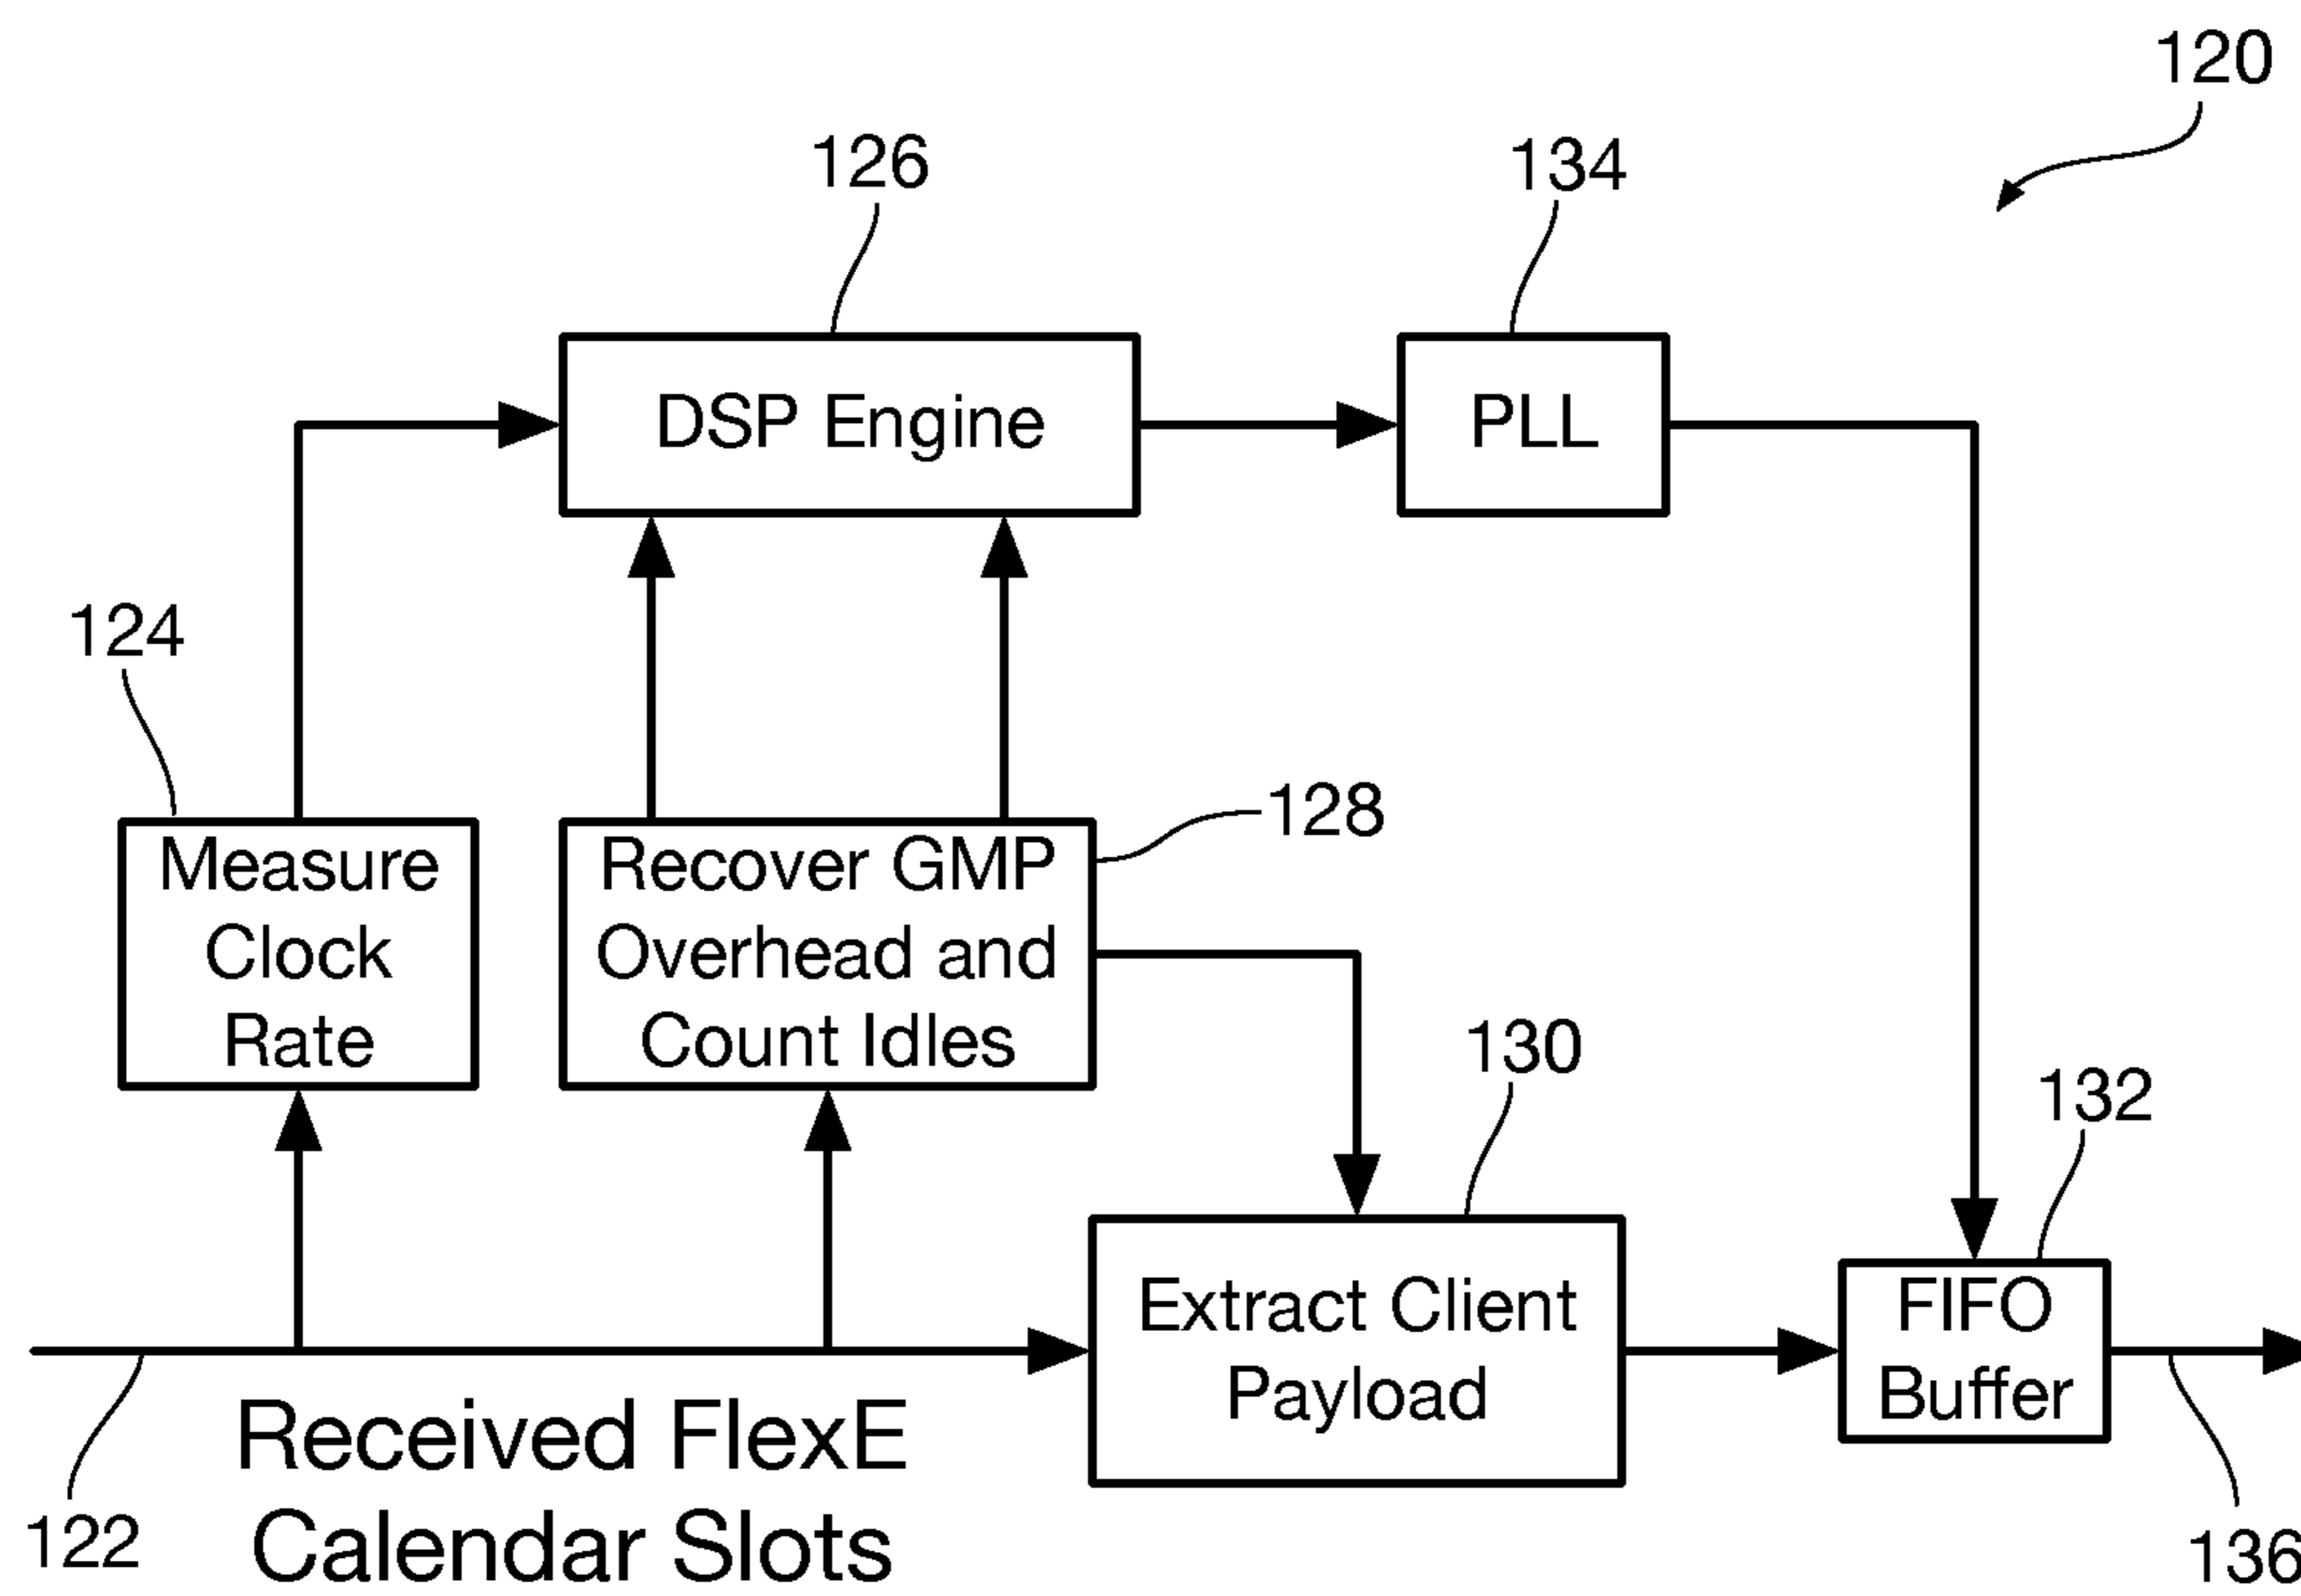 120
126
134
DSP Engine
PLL
124
128
Measure
Clock
Rate
Recover GMP
Overhead and
Count Idles
130
132
Extract Client
Payload
FIFO
Buffer
Received FlexE
Calendar Slots
122
136